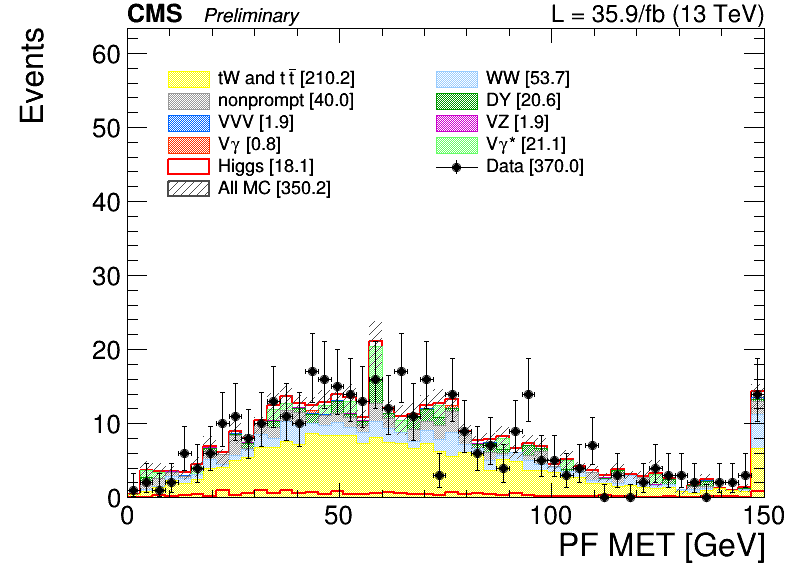 CMS Preliminary L = 35.9/fb (13 TeV)
Events
60
50
40
30
20
10
0
tW and tt̄ [210.2]
nonprompt [40.0]
VVV [1.9]
Vγ [0.8]
Higgs [18.1]
All MC [350.2]
WW [53.7]
DY [20.6]
VZ [1.9]
Vγ* [21.1]
Data [370.0]
0 50 100 150
PF MET [GeV]